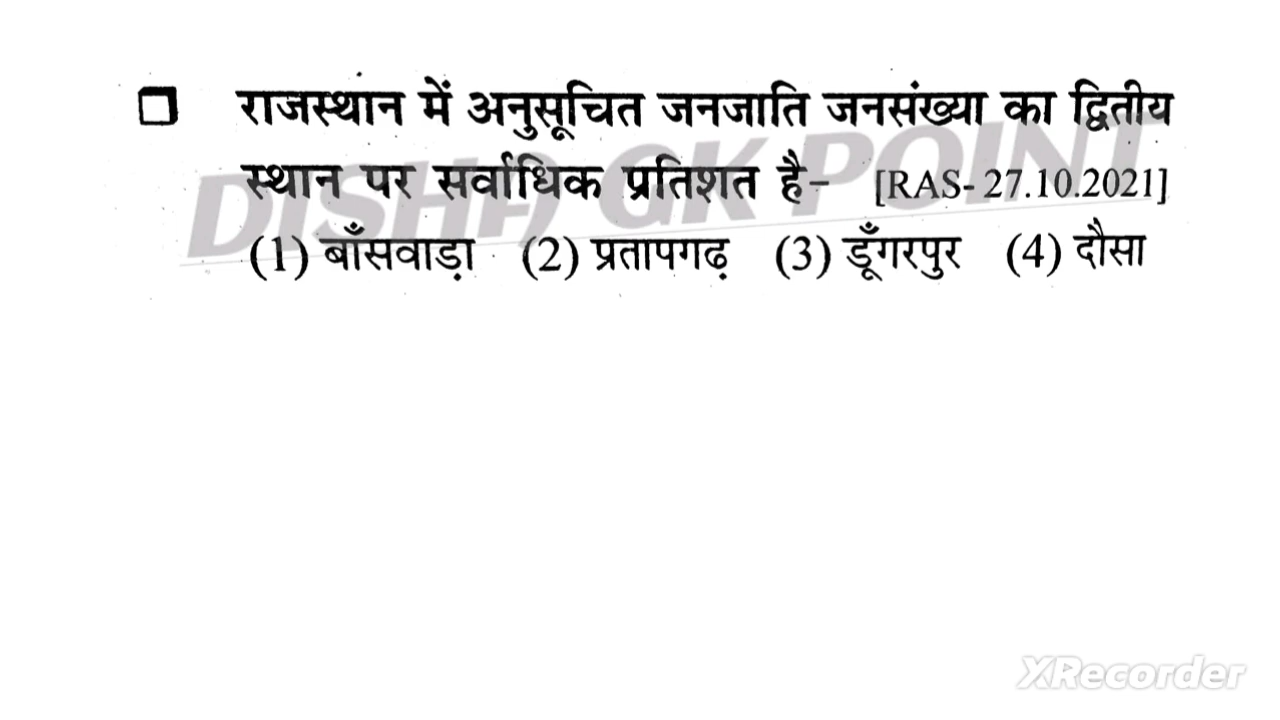 राजस्थान में अनुसूचित जनजाति जनसंख्या का द्वितीय
स्थान पर सर्वाधिक प्रतिशत है- [RAS- 27.10.2021]
DISHA GK POINT
(1) बाँसवाड़ा (2) प्रतापगढ़ (3) डूँगरपुर (4) दौसा
XRecorder